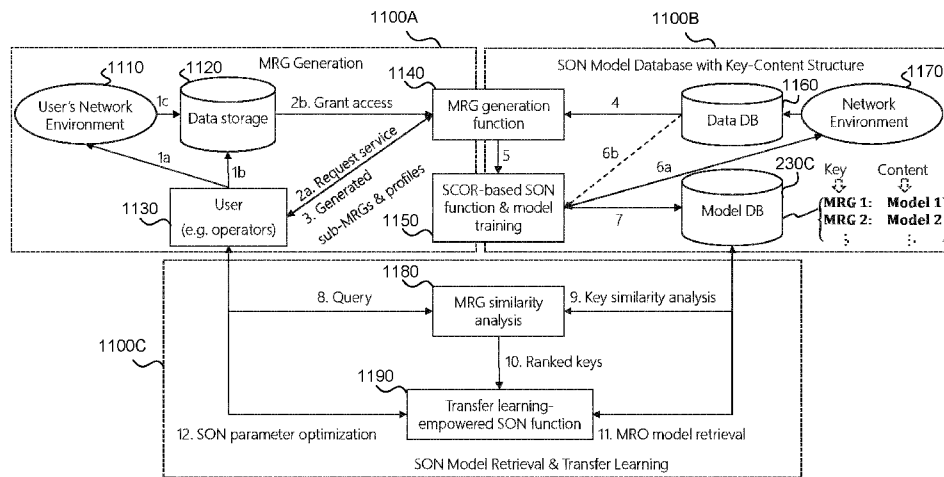 1100A
1100B
MRG Generation
SON Model Database with Key-Content Structure
1110
1120
1140
1160
1170
User's Network
Environment
1c
Data storage
2b. Grant access
MRG generation
function
4
Data DB
Network
Environment
1a
1b
2a. Request service
3. Generated
sub-MRGs & profiles
5
6b
6a
230C
Key
Content
1130
User
(e.g. operators)
1150
SCOR-based SON
function & model
training
7
Model DB
MRG 1: Model 1
MRG 2: Model 2
1180
8. Query
MRG similarity
analysis
9. Key similarity analysis
1100C
10. Ranked keys
1190
Transfer learning-
empowered SON function
12. SON parameter optimization
11. MRO model retrieval
SON Model Retrieval & Transfer Learning